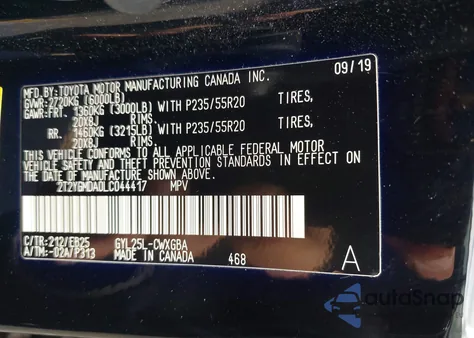 MFD.BY: TOYOTA MOTOR MANUFACTURING CANADA INC. 09/19
GVWR: 2720KG (6000LB)
GAWR: FRT. 1360KG (3000LB) WITH P235/55R20 TIRES,
20X8J RIMS.
RR. 1460KG (3215LB) WITH P235/55R20 TIRES,
20X8J RIMS.
THIS VEHICLE CONFORMS TO ALL APPLICABLE FEDERAL MOTOR
VEHICLE SAFETY AND THEFT PREVENTION STANDARDS IN EFFECT ON
THE DATE OF MANUFACTURE SHOWN ABOVE.
2T2YGMDA0LC044417 MPV
C/TR: 212/EB25 GYL25L-CWXGBA
A/TM: -02A/P313 MADE IN CANADA 468
A
autoSnap